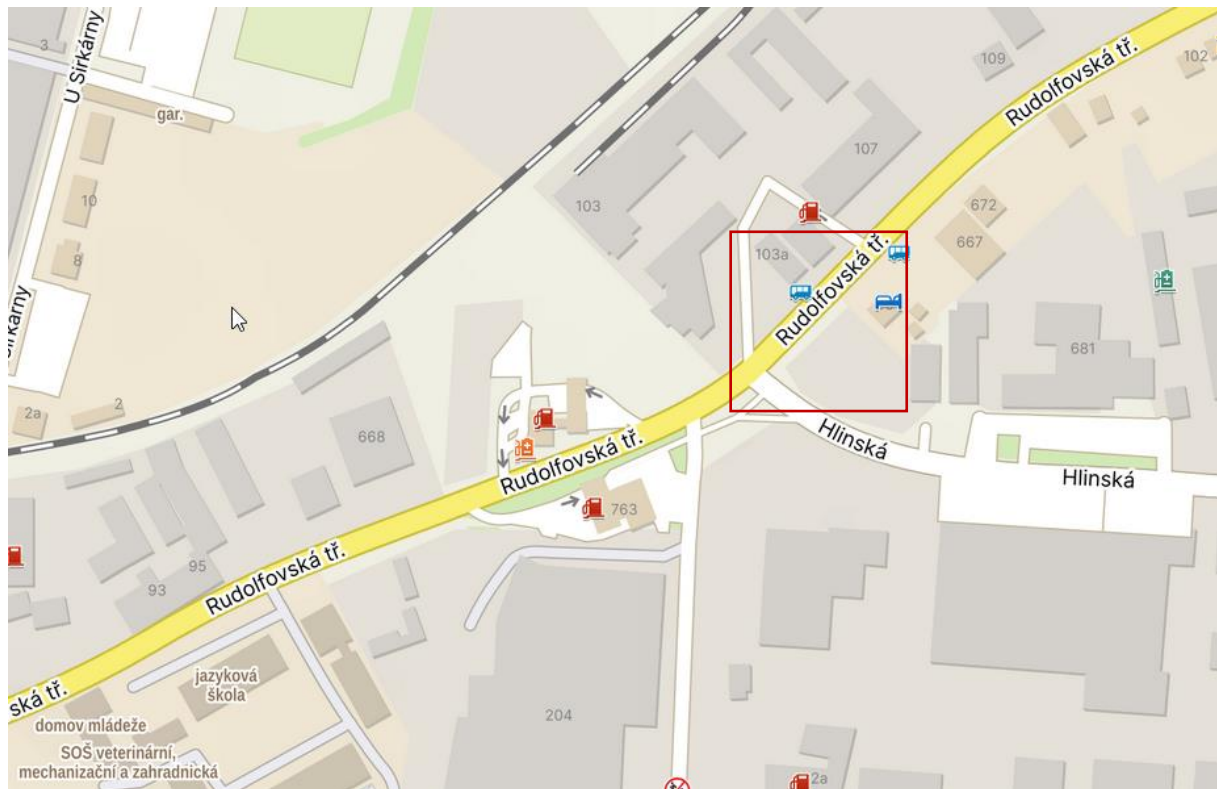 3
U Sirkárny
gar.
109
102
Rudolfovská tř.
107
10
103
672
667
8
103a
Rudolfovská tř.
681
2a
2
668
Rudolfovská tř.
Hlinská
Hlinská
763
95
93
Rudolfovská tř.
jazyková
škola
ská tř.
204
domov mládeže
SOŠ veterinární,
mechanizační a zahradnická
2a